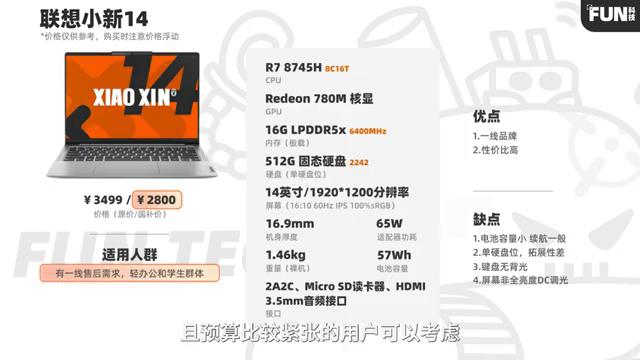 联想小新14
*价格仅供参考，购买时注意价格浮动
FUN科技
14
XIAO XIN
¥3499 / ¥2800
价格（原价/国补价）
适用人群
有一线售后需求，轻办公和学生群体
R7 8745H 8C16T
CPU
Redeon 780M 核显
GPU
16G LPDDR5x 6400MHz
内存（板载）
512G 固态硬盘 2242
硬盘（单硬盘位）
14英寸/1920*1200分辨率
屏幕（16:10 60Hz IPS 100%sRGB）
16.9mm 65W
机身厚度 适配器功耗
1.46kg 57Wh
重量（裸机） 电池容量
2A2C、Micro SD读卡器、HDMI
3.5mm音频接口
接口
优点
1.一线品牌
2.性价比高
缺点
1.电池容量小 续航一般
2.单硬盘位，拓展性差
3.键盘无背光
4.屏幕非全亮度DC调光
FUN TEC
且预算比较紧张的用户可以考虑